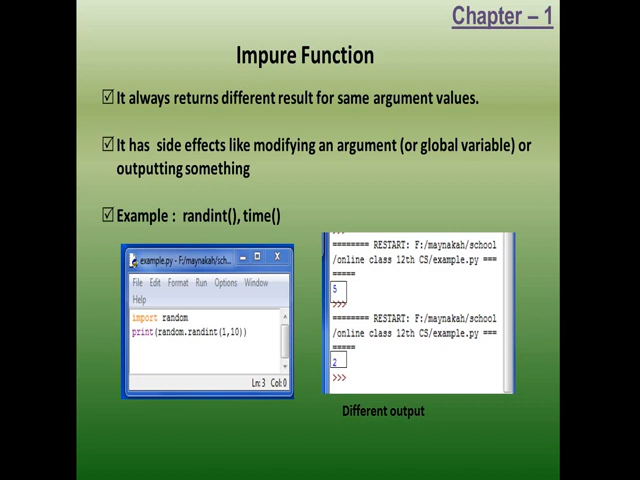 Chapter – 1
Impure Function
It always returns different result for same argument values.
It has side effects like modifying an argument (or global variable) or
outputting something
Example : randint(), time()
example.py - F:/maynakah/sch...
File Edit Format Run Options Window
Help
import random
print(random.randint(1,10))
Ln: 3 Col: 0
>>>
======== RESTART: F:/maynakah/school
/online class 12th CS/example.py ===
=====
5
>>>
======== RESTART: F:/maynakah/school
/online class 12th CS/example.py ===
=====
2
>>>
Different output